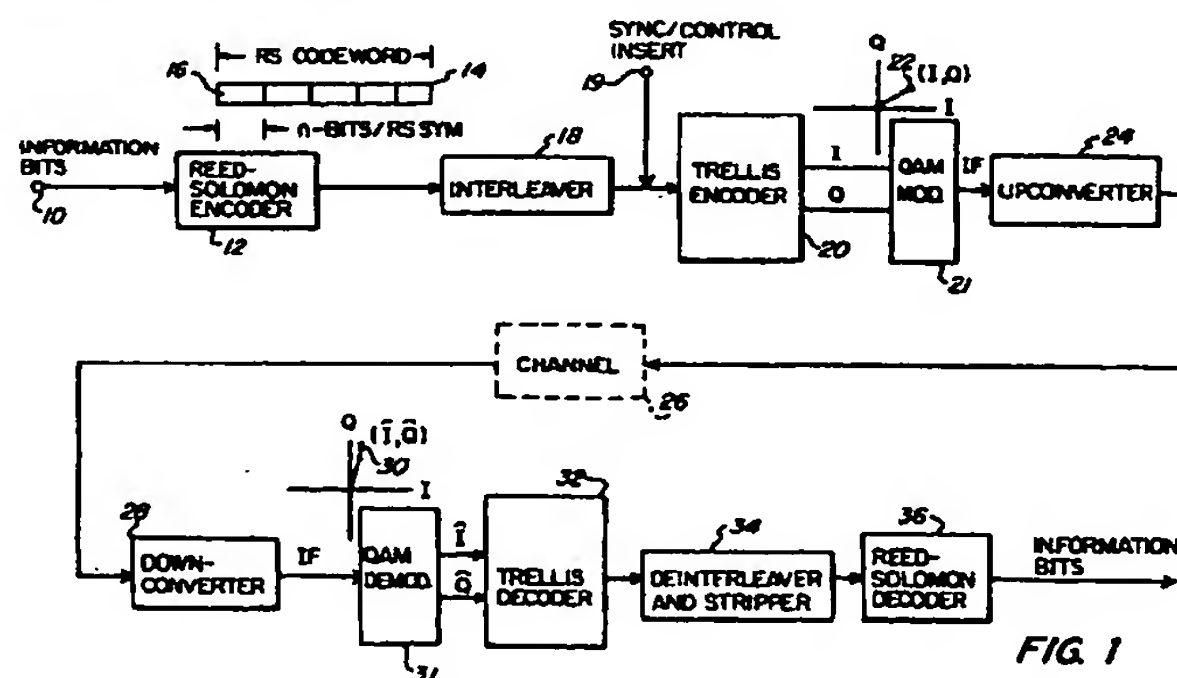 SYNC/CONTROL
INSERT
19
RS CODEWORD
16
14
n-BITS/RS SYM
INFORMATION
BITS
10
REED-
SOLOMON
ENCODER
12
18
INTERLEAVER
TRELLIS
ENCODER
20
I
Q
Q
22
(I,Q)
I
QAM
MOD.
21
IF
24
UPCONVERTER
CHANNEL
26
Q
(Î,Q̂)
30
I
28
DOWN-
CONVERTER
IF
QAM
DEMOD.
31
Î
Q̂
32
TRELLIS
DECODER
34
DEINTERLEAVER
AND STRIPPER
36
REED-
SOLOMON
DECODER
INFORMATION
BITS
FIG. 1